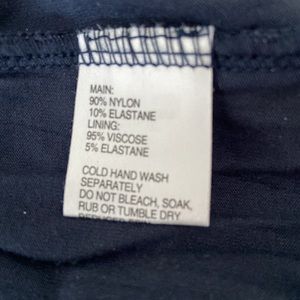 MAIN:
90% NYLON
10% ELASTANE
LINING:
95% VISCOSE
5% ELASTANE
COLD HAND WASH
SEPARATELY
DO NOT BLEACH, SOAK,
RUB OR TUMBLE DRY